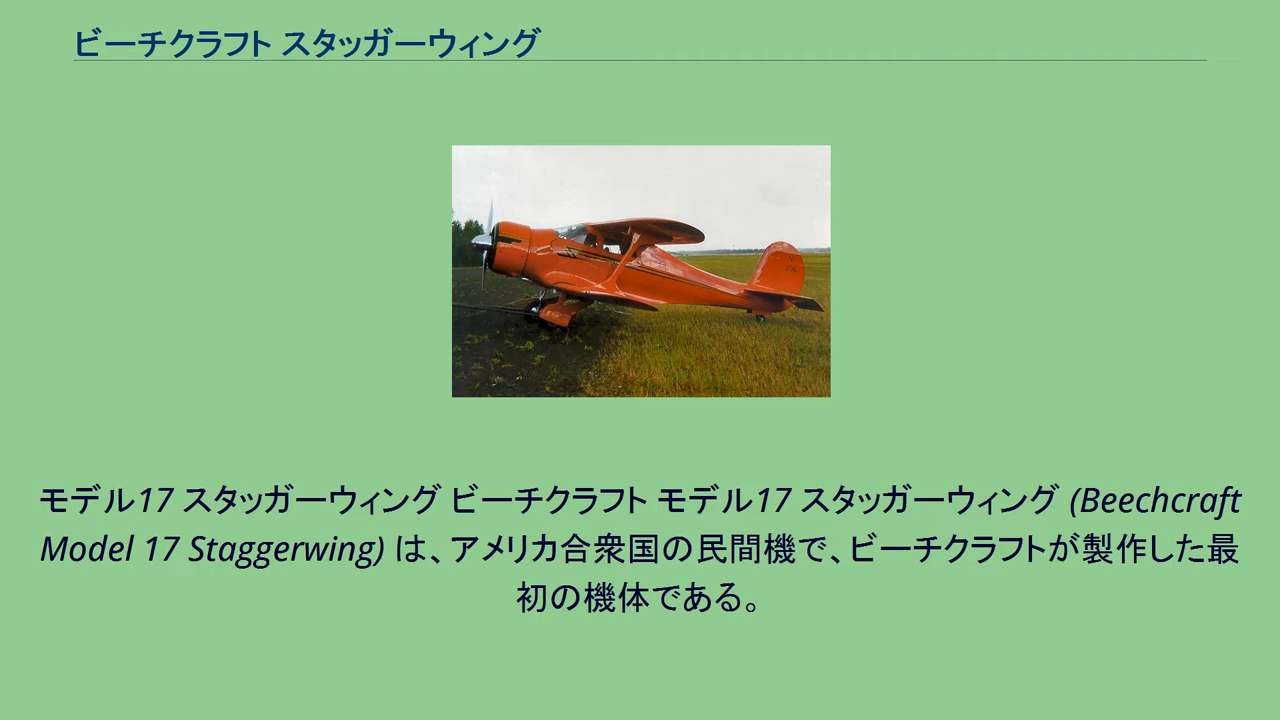 ビーチクラフト スタッガーウィング
モデル17 スタッガーウィング ビーチクラフト モデル17 スタッガーウィング (Beechcraft
Model 17 Staggerwing) は、アメリカ合衆国の民間機で、ビーチクラフトが製作した最
初の機体である。